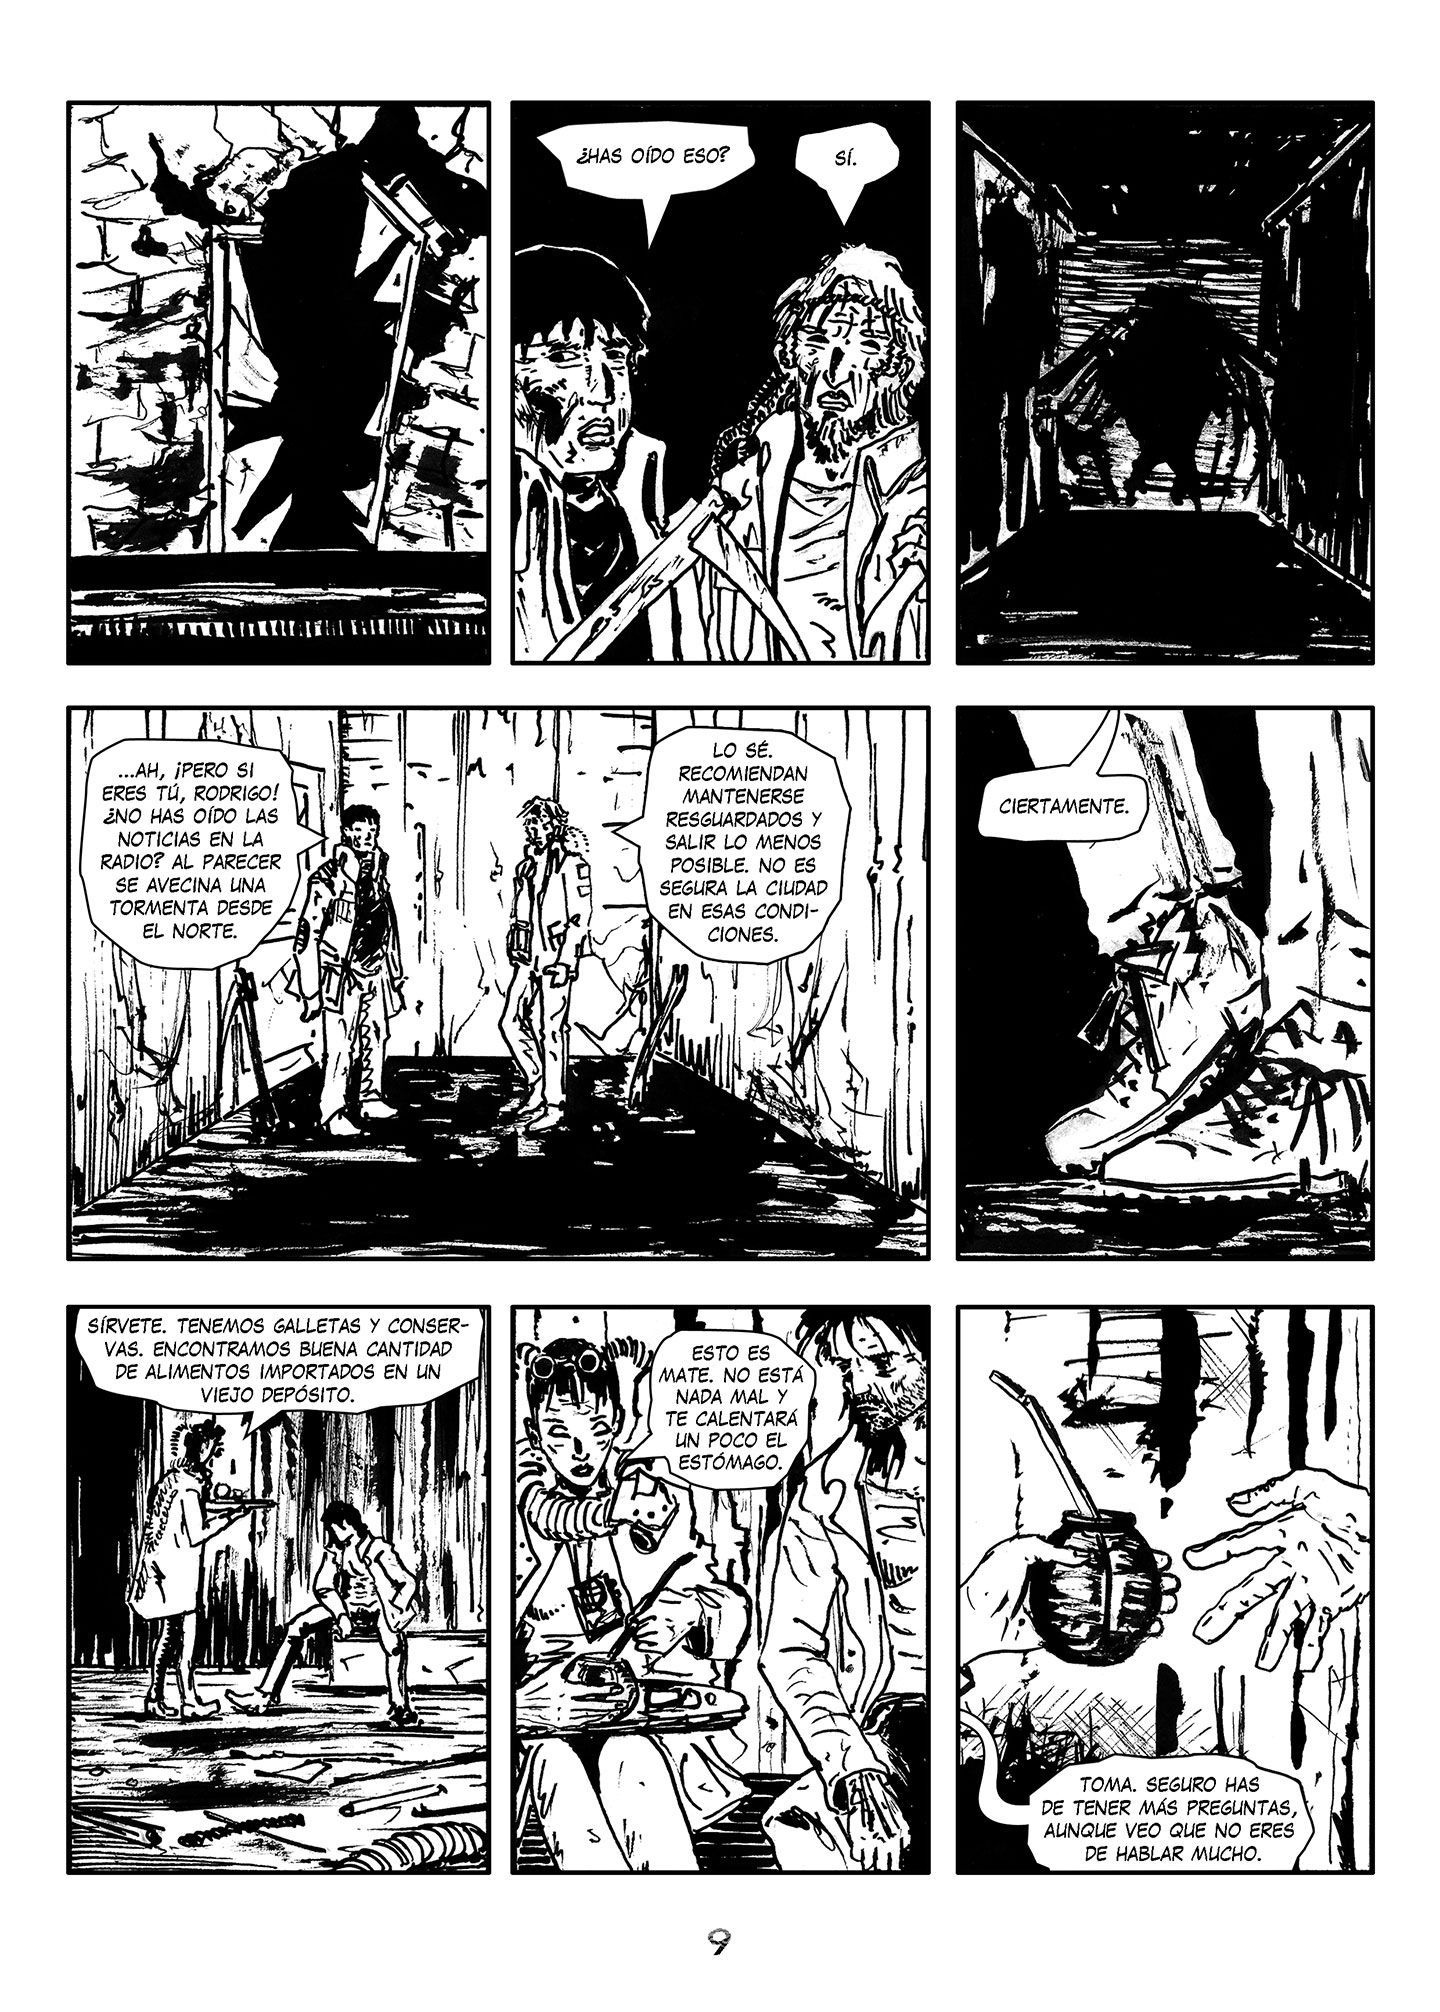 ¿HAS OÍDO ESO?
SÍ.
...AH, ¡PERO SI
ERES TÚ, RODRIGO!
¿NO HAS OÍDO LAS
NOTICIAS EN LA
RADIO? AL PARECER
SE AVECINA UNA
TORMENTA DESDE
EL NORTE.
LO SÉ.
RECOMIENDAN
MANTENERSE
RESGUARDADOS Y
SALIR LO MENOS
POSIBLE. NO ES
SEGURA LA CIUDAD
EN ESAS CONDI-
CIONES.
CIERTAMENTE.
SÍRVETE. TENEMOS GALLETAS Y CONSER-
VAS. ENCONTRAMOS BUENA CANTIDAD
DE ALIMENTOS IMPORTADOS EN UN
VIEJO DEPÓSITO.
ESTO ES
MATE. NO ESTÁ
NADA MAL Y
TE CALENTARÁ
UN POCO EL
ESTÓMAGO.
TOMA. SEGURO HAS
DE TENER MÁS PREGUNTAS,
AUNQUE VEO QUE NO ERES
DE HABLAR MUCHO.
9